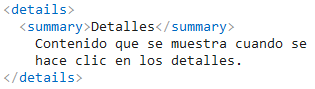 <details>
<summary>Detalles</summary>
Contenido que se muestra cuando se
hace clic en los detalles.
</details>